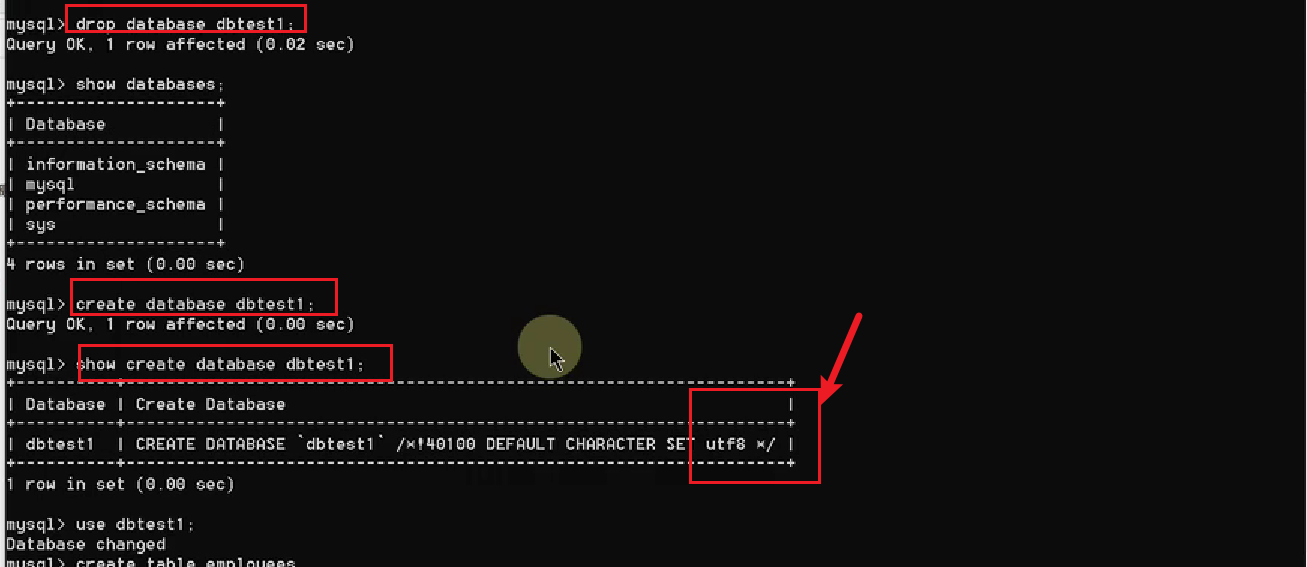 mysql> drop database dbtest1;
Query OK, 1 row affected (0.02 sec)
mysql> show databases;
+--------------------+
| Database           |
+--------------------+
| information_schema |
| mysql              |
| performance_schema |
| sys                |
+--------------------+
4 rows in set (0.00 sec)
mysql> create database dbtest1;
Query OK, 1 row affected (0.00 sec)
mysql> show create database dbtest1;
+----------+------------------------------------------------------------------+
| Database | Create Database                                                  |
+----------+------------------------------------------------------------------+
| dbtest1  | CREATE DATABASE `dbtest1` /*!40100 DEFAULT CHARACTER SET utf8 */ |
+----------+------------------------------------------------------------------+
1 row in set (0.00 sec)
mysql> use dbtest1;
Database changed
mysql> create table employees